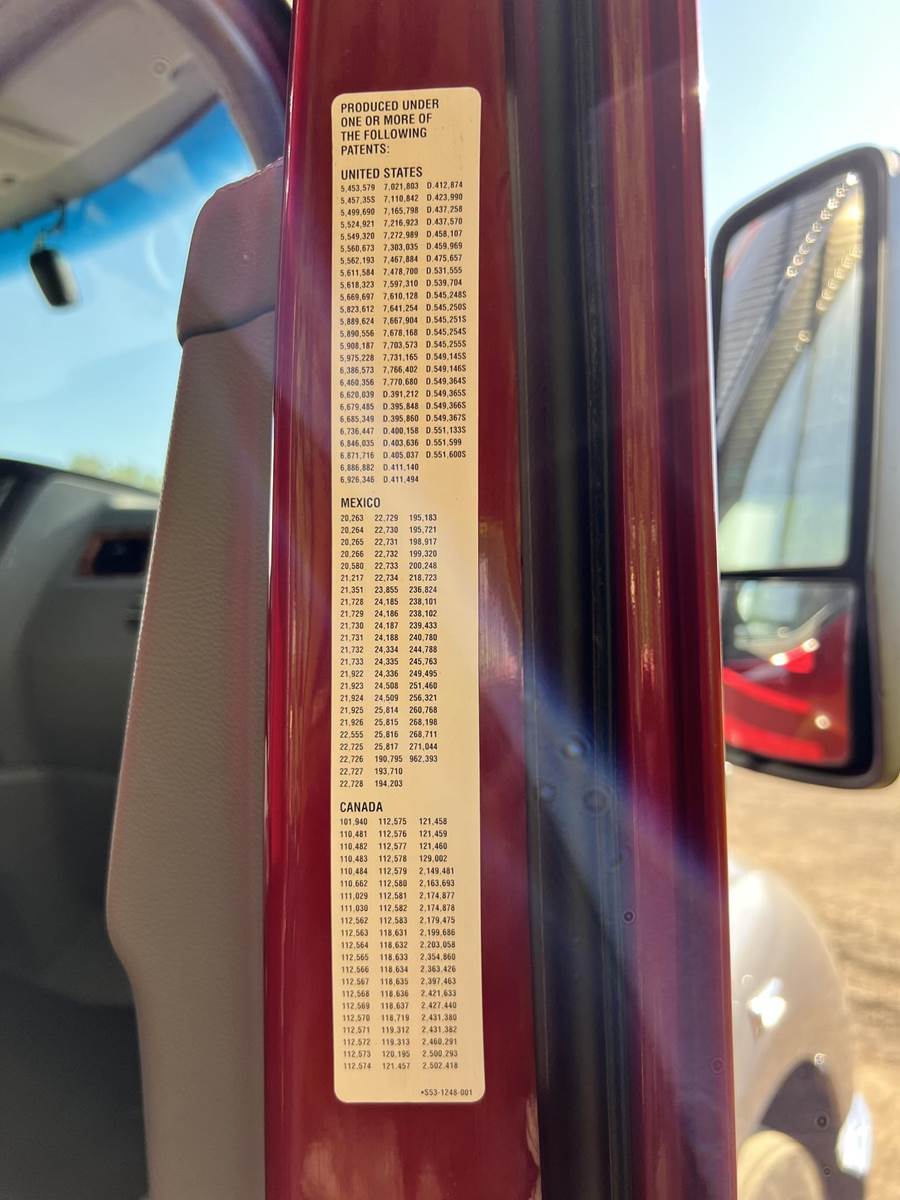 PRODUCED UNDER
ONE OR MORE OF
THE FOLLOWING
PATENTS:
UNITED STATES
5,453,579 7,021,803 D.412,874
5,457,35S 7,110,842 D.423,990
5,499,690 7,165,798 D.437,258
5,524,921 7,216,923 D.437,570
5,549,320 7,272,989 D.458,107
5,560,673 7,303,035 D.459,969
5,562,193 7,467,884 D.475,657
5,611,584 7,478,700 D.531,555
5,618,323 7,597,310 D.539,704
5,669,697 7,610,128 D.545,248S
5,823,612 7,641,254 D.545,250S
5,889,624 7,667,904 D.545,251S
5,890,556 7,678,168 D.545,254S
5,908,187 7,703,573 D.545,255S
5,975,228 7,731,165 D.549,145S
6,386,573 7,766,402 D.549,146S
6,460,356 7,770,680 D.549,364S
6,620,039 D.391,212 D.549,365S
6,679,485 D.395,848 D.549,366S
6,685,349 D.395,860 D.549,367S
6,736,447 D.400,158 D.551,133S
6,846,035 D.403,636 D.551,599
6,871,716 D.405,037 D.551,600S
6,886,882 D.411,140
6,926,346 D.411,494
MEXICO
20,263 22,729 195,183
20,264 22,730 195,721
20,265 22,731 198,917
20,266 22,732 199,320
20,580 22,733 200,248
21,217 22,734 218,723
21,351 23,855 236,824
21,728 24,185 238,101
21,729 24,186 238,102
21,730 24,187 239,433
21,731 24,188 240,780
21,732 24,334 244,788
21,733 24,335 245,763
21,922 24,336 249,495
21,923 24,508 251,460
21,924 24,509 256,321
21,925 25,814 260,768
21,926 25,815 268,198
22,555 25,816 268,711
22,725 25,817 271,044
22,726 190,795 962,393
22,727 193,710
22,728 194,203
CANADA
101,940 112,575 121,458
110,481 112,576 121,459
110,482 112,577 121,460
110,483 112,578 129,002
110,484 112,579 2,149,481
110,662 112,580 2,163,693
111,029 112,581 2,174,877
111,030 112,582 2,174,878
112,562 112,583 2,179,475
112,563 118,631 2,199,686
112,564 118,632 2,203,058
112,565 118,633 2,354,860
112,566 118,634 2,363,426
112,567 118,635 2,397,463
112,568 118,636 2,421,633
112,569 118,637 2,427,440
112,570 118,719 2,431,380
112,571 119,312 2,431,382
112,572 119,313 2,460,291
112,573 120,195 2,500,293
112,574 121,457 2,502,418
*S53-1248-001